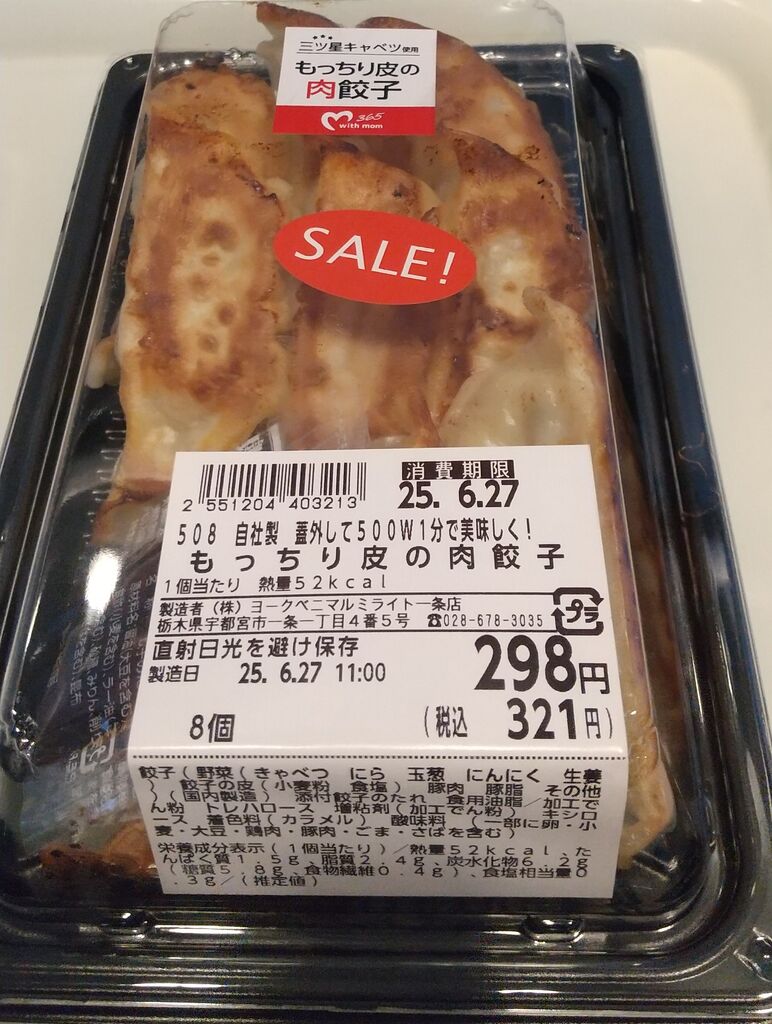 三ツ星キャベツ使用
もっちり皮の
肉餃子
365
with mom
SALE!
2 551204 403213
消費期限
25. 6.27
508 自社製 蓋外して500W1分で美味しく!
もっちり皮の肉餃子
1個当たり 熱量52kcal
製造者(株)ヨークベニマルミライト一条店
栃木県宇都宮市一条一丁目4番5号 ☎028-678-3035
プラ
直射日光を避け保存
製造日 25. 6.27 11:00
298円
8個
(税込 321円)
餃子(野菜(きゃべつ にら 玉葱 にんにく 生姜
) 餃子の皮(小麦粉 食塩) 豚肉 豚脂 その他
(国内製造) 添付餃子のたれ 食用油脂/加工で
ん粉 トレハロース 増粘剤(加工でん粉) キシロ
ース 着色料(カラメル) 酸味料 (一部に卵・小
麦・大豆・鶏肉・豚肉・ごま・さばを含む)
栄養成分表示(1個当たり)/熱量52kcal、た
んぱく質1.5g、脂質2.4g、炭水化物6.2g
(糖質5.8g、食物繊維0.4g)、食塩相当量0
.3g/(推定値)